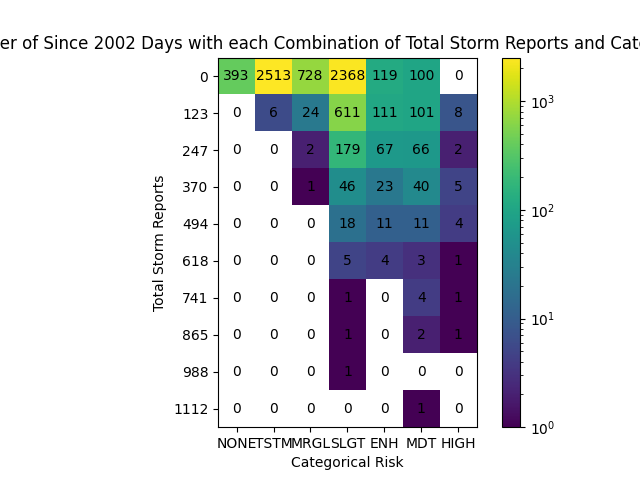 er of Since 2002 Days with each Combination of Total Storm Reports and Cate
0 393 2513 728 2368 119 100 0
123 0 6 24 611 111 101 8
247 0 0 2 179 67 66 2
370 0 0 1 46 23 40 5
494 0 0 0 18 11 11 4
618 0 0 0 5 4 3 1
741 0 0 0 1 0 4 1
865 0 0 0 1 0 2 1
988 0 0 0 1 0 0 0
1112 0 0 0 0 0 1 0
NONE TSTM MRGL SLGT ENH MDT HIGH
Categorical Risk
Total Storm Reports
10³
10²
10¹
10⁰